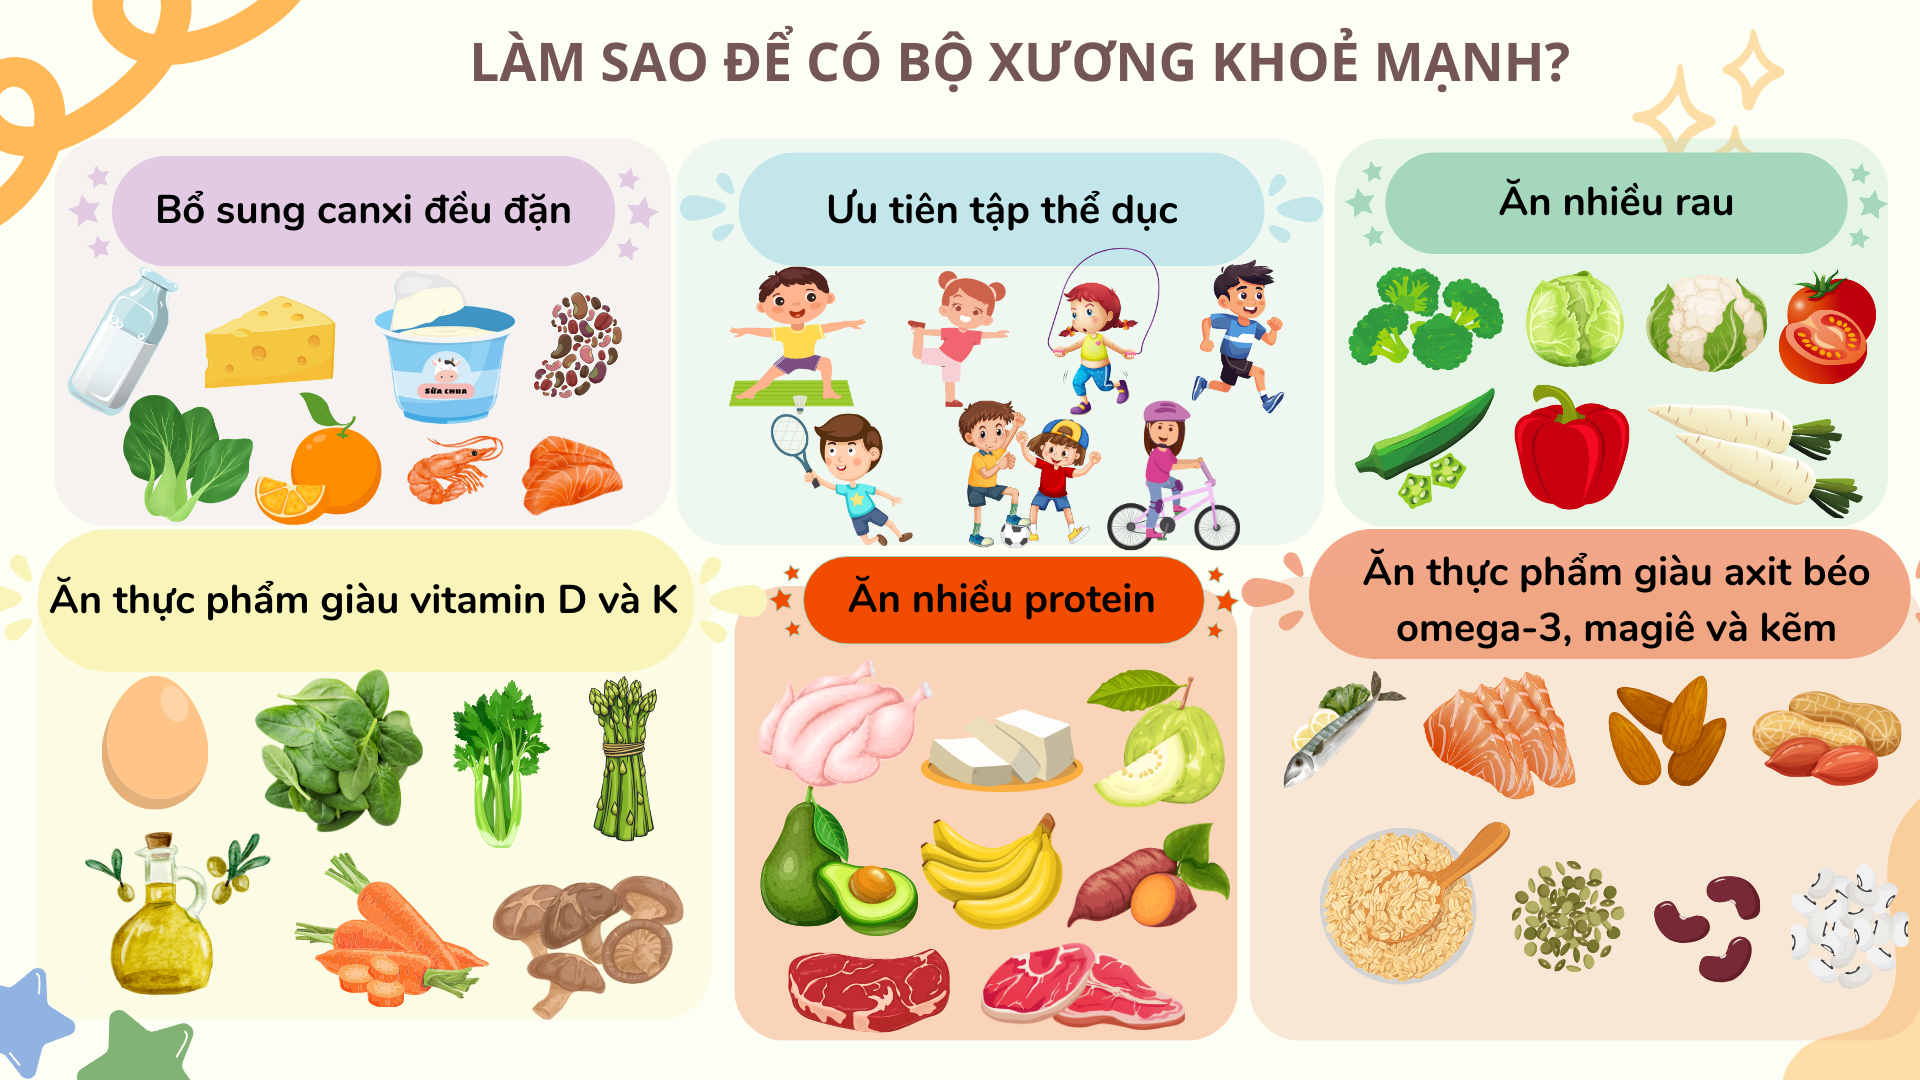 LÀM SAO ĐỂ CÓ BỘ XƯƠNG KHOẺ MẠNH?
Bổ sung canxi đều đặn
Ưu tiên tập thể dục
Ăn nhiều rau
SỮA CHUA
Ăn thực phẩm giàu vitamin D và K
Ăn nhiều protein
Ăn thực phẩm giàu axit béo
omega-3, magiê và kẽm